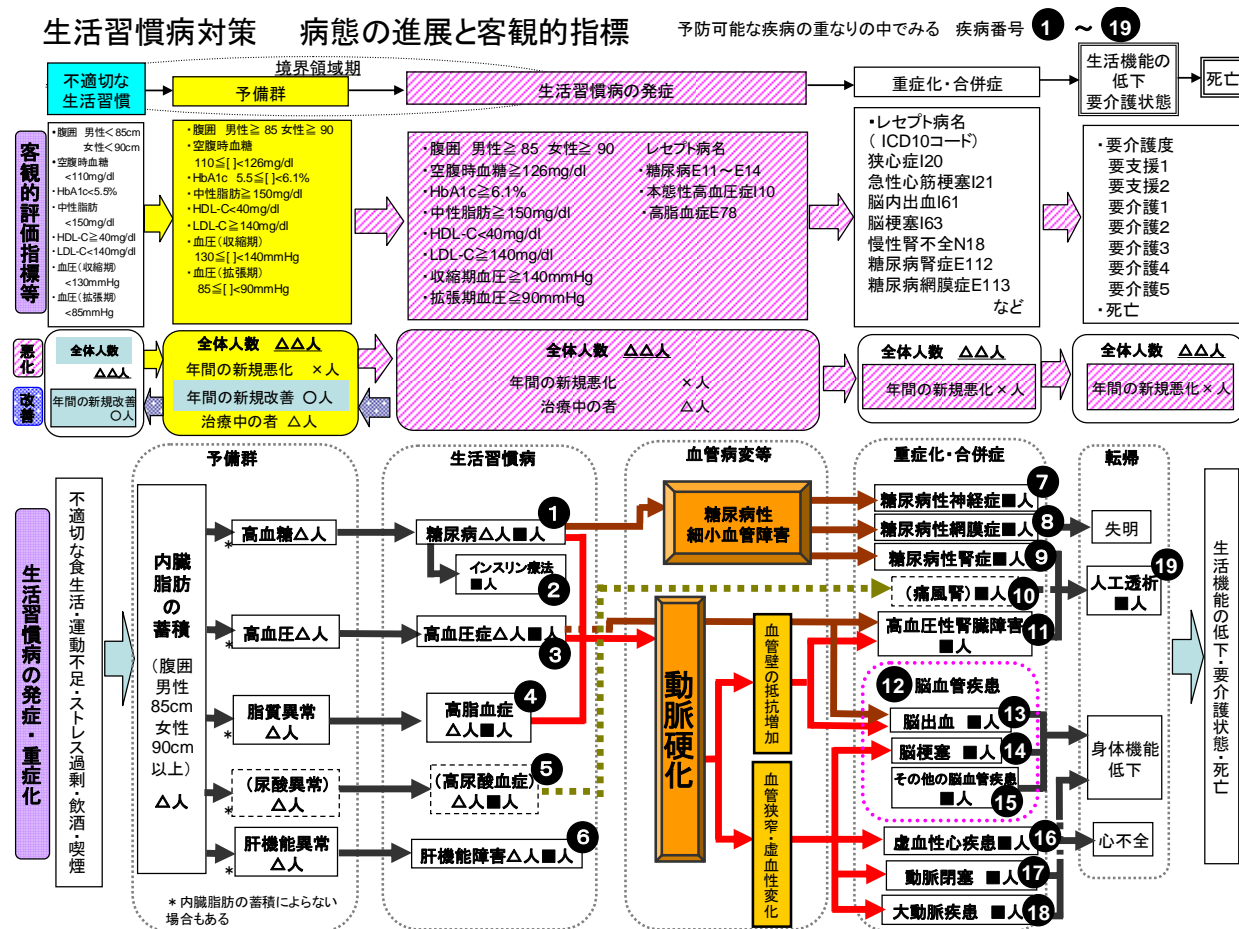 生活習慣病対策　病態の進展と客観的指標
予防可能な疾病の重なりの中でみる 疾病番号 1 ～ 19
境界領域期
不適切な
生活習慣
予備群
生活習慣病の発症
重症化・合併症
生活機能の
低下
要介護状態
死亡
客観的評価指標等
・腹囲 男性<85cm
女性<90cm
・空腹時血糖
<110mg/dl
・HbA1c<5.5%
・中性脂肪
<150mg/dl
・HDL-C≧40mg/dl
・LDL-C<140mg/dl
・血圧(収縮期)
<130mmHg
・血圧(拡張期)
<85mmHg
・腹囲 男性≧85 女性≧90
・空腹時血糖
110≦[ ]<126mg/dl
・HbA1c 5.5≦[ ]<6.1%
・中性脂肪≧150mg/dl
・HDL-C<40mg/dl
・LDL-C≧140mg/dl
・血圧(収縮期)
130≦[ ]<140mmHg
・血圧(拡張期)
85≦[ ]<90mmHg
・腹囲 男性≧85 女性≧90
・空腹時血糖≧126mg/dl
・HbA1c≧6.1%
・中性脂肪≧150mg/dl
・HDL-C<40mg/dl
・LDL-C≧140mg/dl
・収縮期血圧≧140mmHg
・拡張期血圧≧90mmHg
レセプト病名
・糖尿病E11～E14
・本態性高血圧症I10
・高脂血症E78
・レセプト病名
(ICD10コード)
狭心症I20
急性心筋梗塞I21
脳内出血I61
脳梗塞I63
慢性腎不全N18
糖尿病腎症E112
糖尿病網膜症E113
など
・要介護度
要支援1
要支援2
要介護1
要介護2
要介護3
要介護4
要介護5
・死亡
悪化
改善
全体人数
△△人
年間の新規改善
○人
全体人数 △△人
年間の新規悪化 ×人
年間の新規改善 ○人
治療中の者 △人
全体人数 △△人
年間の新規悪化 ×人
治療中の者 △人
全体人数 △△人
年間の新規悪化×人
全体人数 △△人
年間の新規悪化×人
生活習慣病の発症・重症化
不適切な食生活・運動不足・ストレス過剰・飲酒・喫煙
予備群
生活習慣病
血管病変等
重症化・合併症
転帰
内臓
脂肪
の
蓄積
(腹囲
男性
85cm
女性
90cm
以上)
△人
高血糖△人
*
高血圧△人
*
脂質異常
△人
*
(尿酸異常)
△人
*
肝機能異常
△人
*
*内臓脂肪の蓄積によらない
場合もある
糖尿病△人■人 1
インスリン療法
■人 2
高血圧症△人■人 3
高脂血症
△人■人 4
(高尿酸血症)
△人■人 5
肝機能障害△人■人 6
糖尿病性
細小血管障害
動脈硬化
血管壁の抵抗増加
血管狭窄・虚血性変化
糖尿病性神経症■人 7
糖尿病性網膜症■人 8
糖尿病性腎症■人 9
(痛風腎)■人 10
高血圧性腎臓障害
■人 11
12 脳血管疾患
脳出血 ■人 13
脳梗塞 ■人 14
その他の脳血管疾患
■人 15
虚血性心疾患■人 16
動脈閉塞 ■人 17
大動脈疾患 ■人 18
失明
人工透析
■人 19
身体機能
低下
心不全
生活機能の低下・要介護状態・死亡